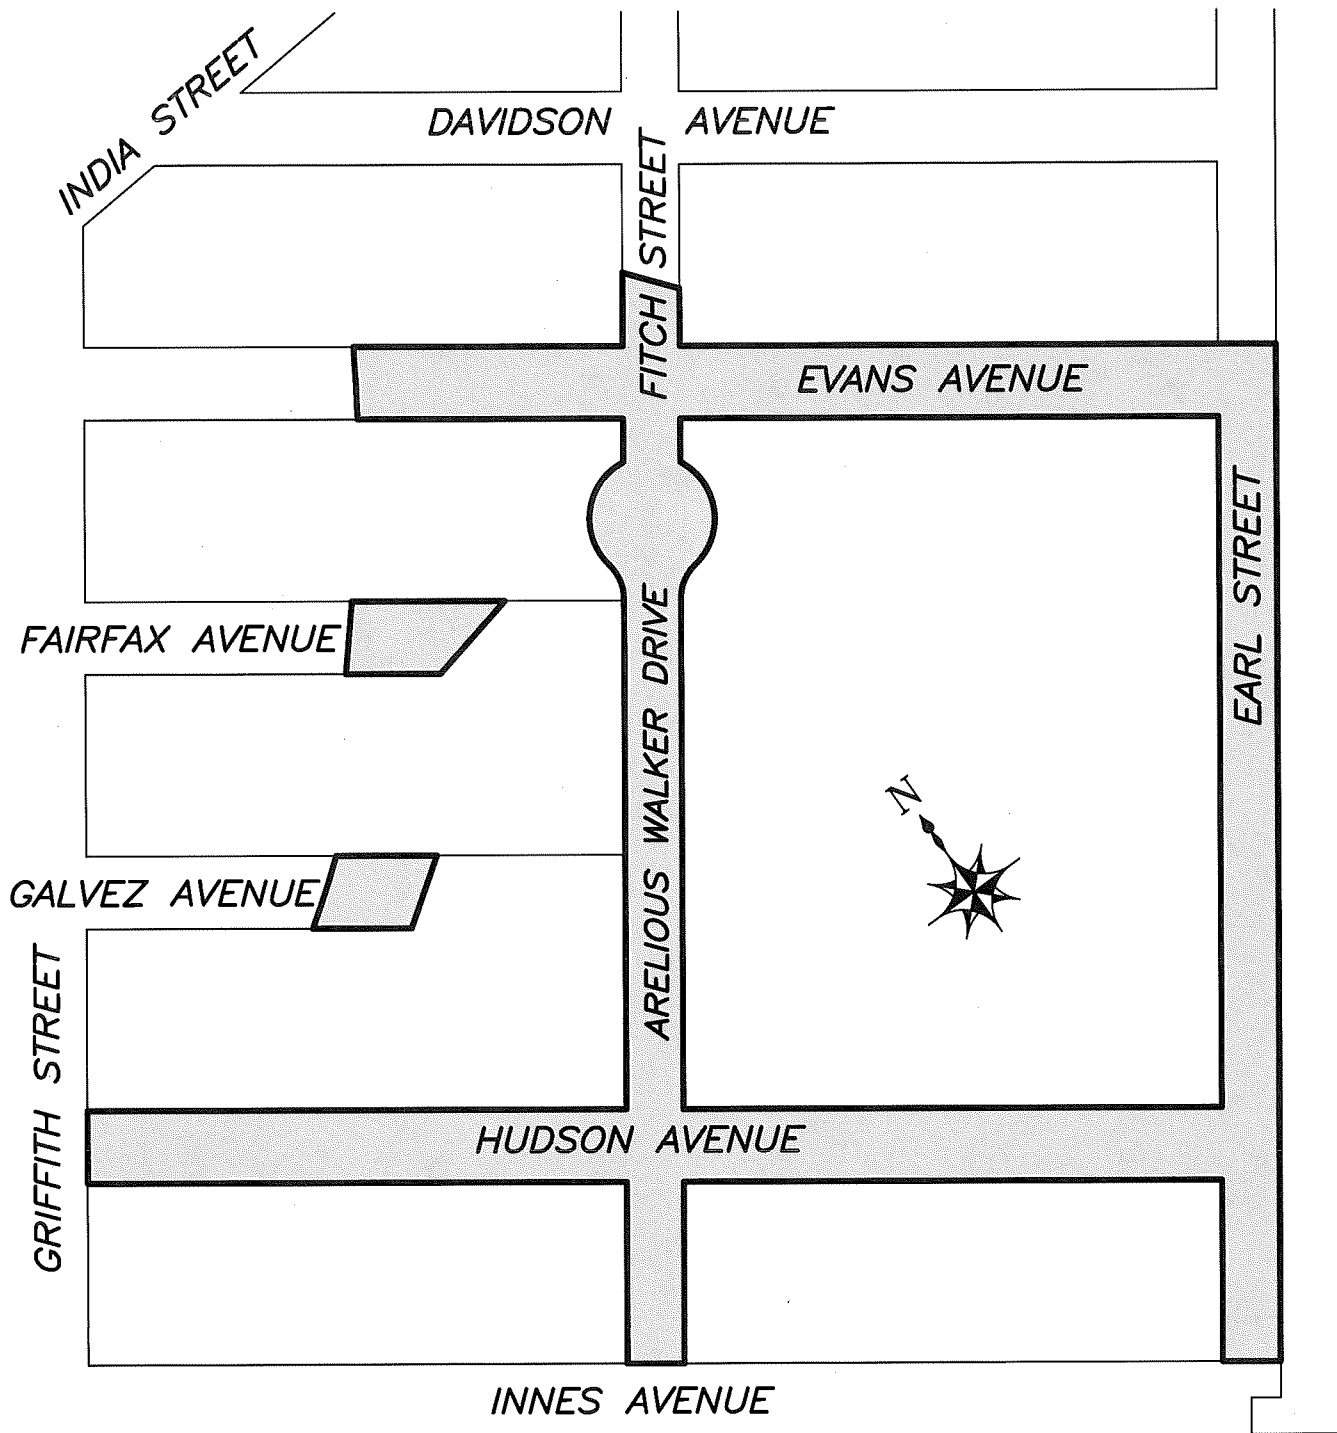 INDIA STREET
DAVIDSON AVENUE
FITCH STREET
EVANS AVENUE
EARL STREET
FAIRFAX AVENUE
ARELIOUS WALKER DRIVE
N
GALVEZ AVENUE
GRIFFITH STREET
HUDSON AVENUE
INNES AVENUE